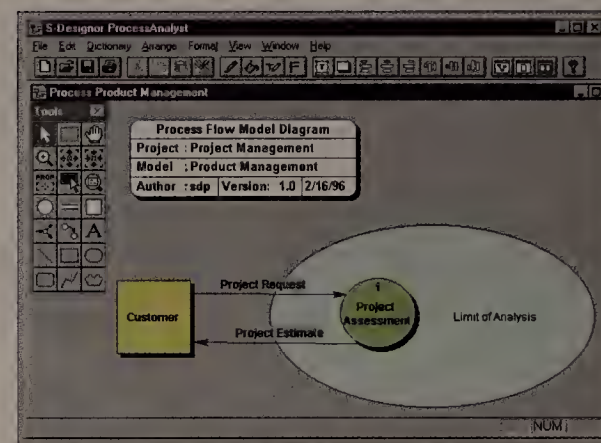 S-Designor ProcessAnalyst
File Edit Dictionary Arrange Format View Window Help
Process Product Management
Tools
Process Flow Model Diagram
Project : Project Management
Model : Product Management
Author : sdp Version: 1.0 2/16/96
PROP
A
Project Request
1
Project
Assessment
Customer
Limit of Analysis
Project Estimate
NUM